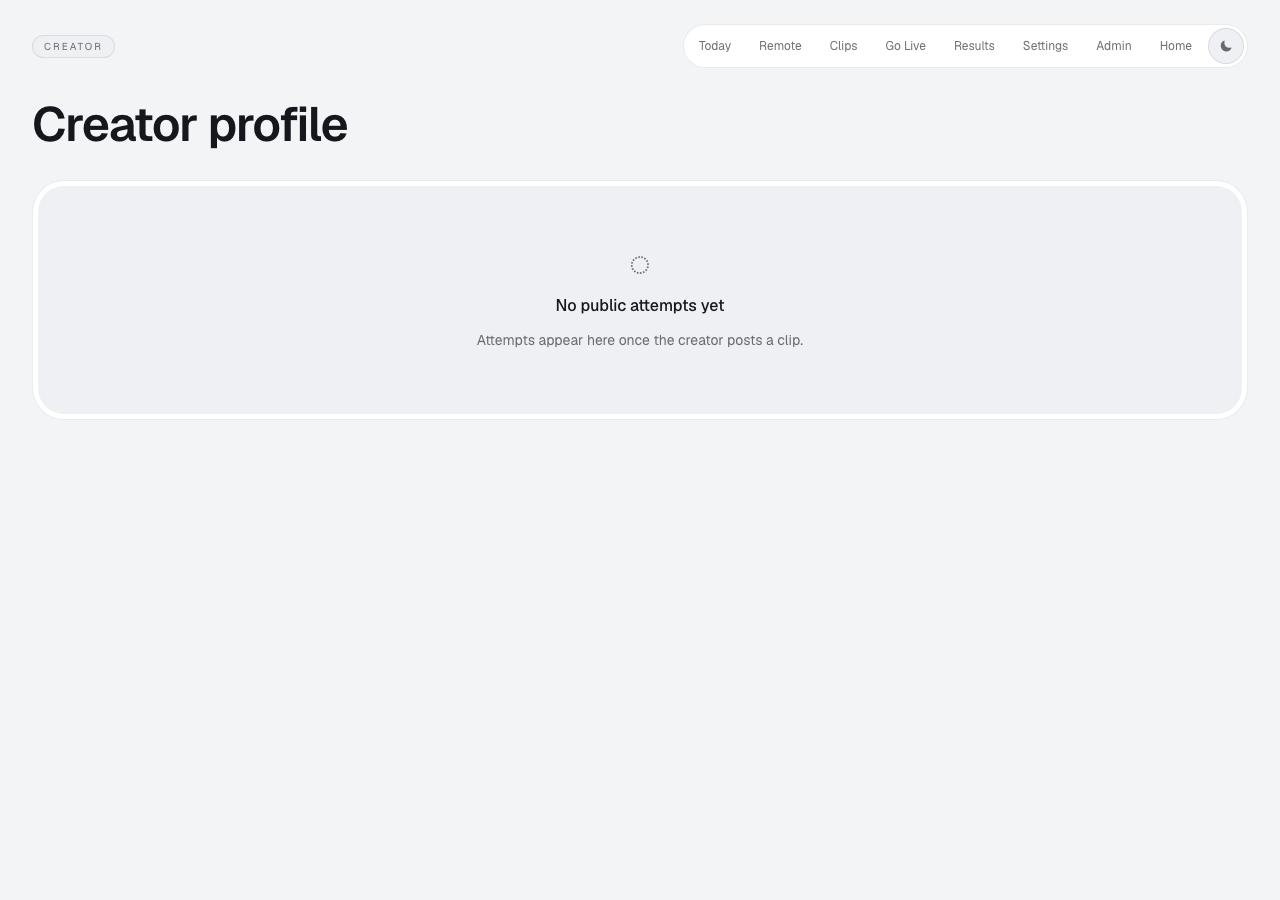 CREATOR
Today Remote Clips Go Live Results Settings Admin Home
Creator profile
No public attempts yet
Attempts appear here once the creator posts a clip.